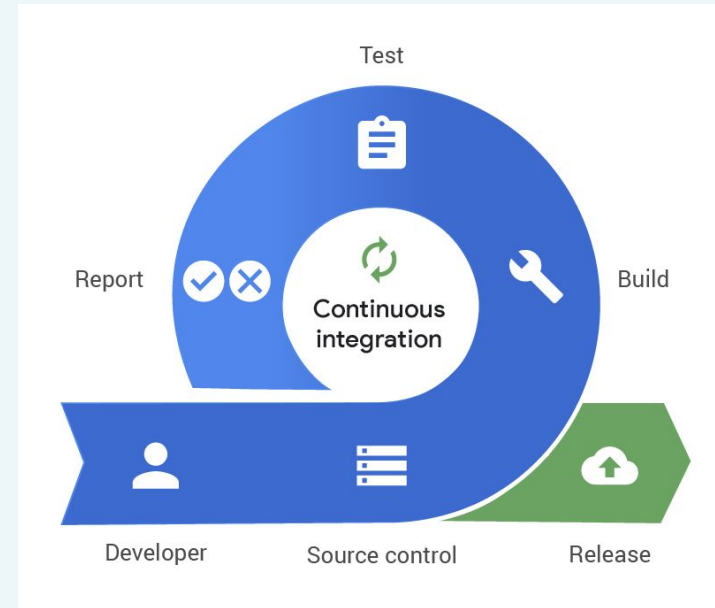 Test
Report
Continuous
integration
Build
Developer
Source control
Release